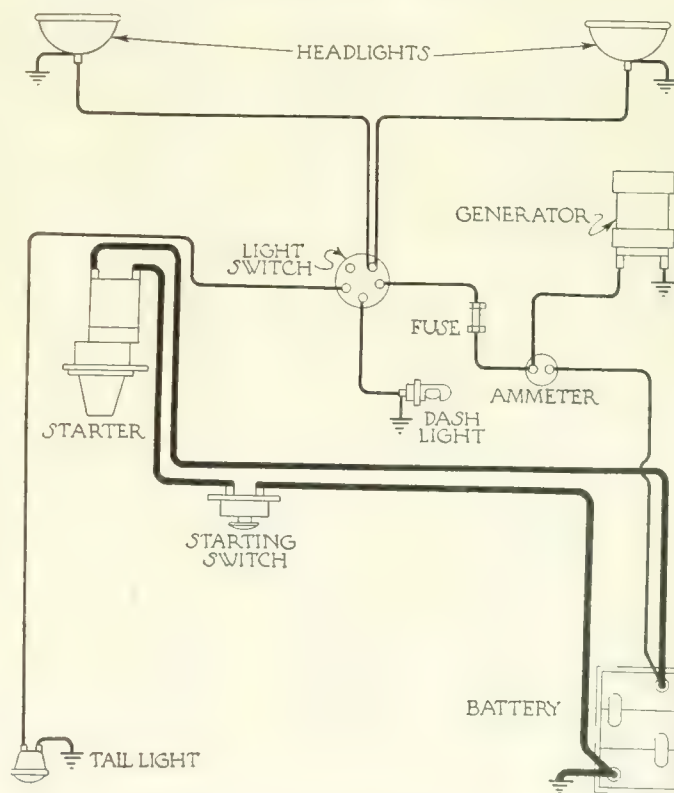 HEADLIGHTS
GENERATOR
LIGHT
SWITCH
FUSE
AMMETER
DASH
LIGHT
STARTER
STARTING
SWITCH
BATTERY
TAIL LIGHT